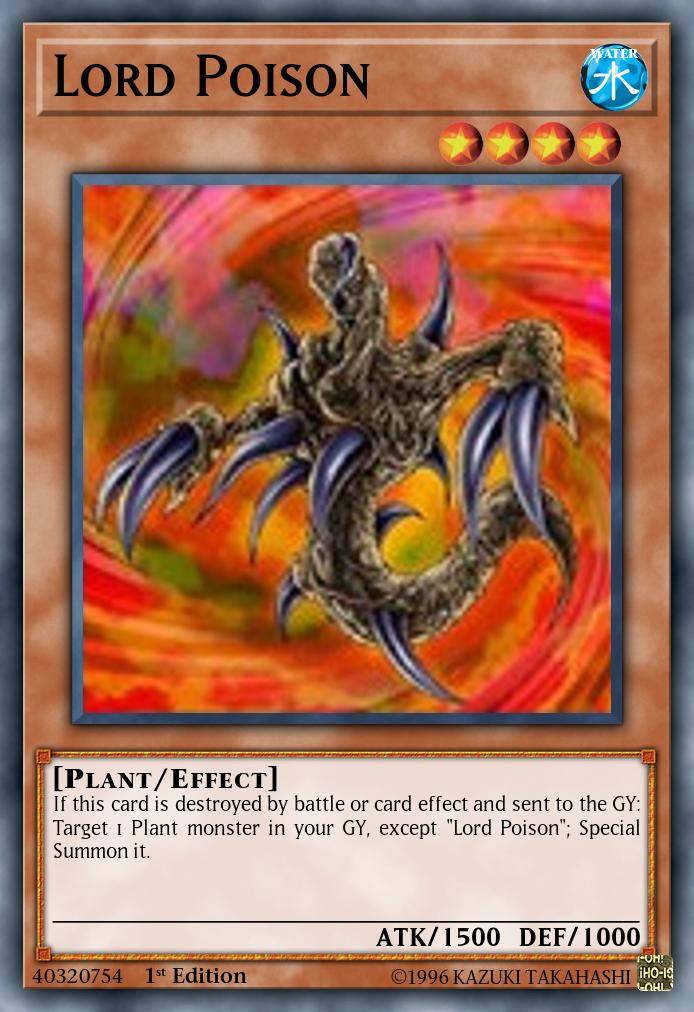 Lord Poison
WATER
水
[Plant/Effect]
If this card is destroyed by battle or card effect and sent to the GY:
Target 1 Plant monster in your GY, except "Lord Poison"; Special
Summon it.
ATK/1500 DEF/1000
40320754 1st Edition ©1996 KAZUKI TAKAHASHI